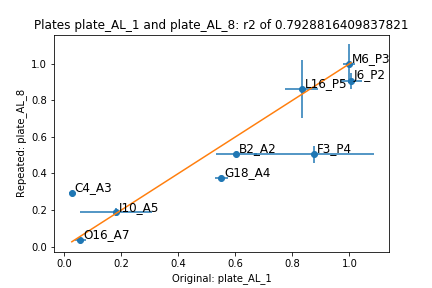 Plates plate_AL_1 and plate_AL_8: r2 of 0.7928816409837821
M6_P3
J6_P2
L16_P5
B2_A2
F3_P4
G18_A4
C4_A3
I10_A5
O16_A7
1.0
0.8
0.6
0.4
0.2
0.0
Repeated: plate_AL_8
0.0 0.2 0.4 0.6 0.8 1.0
Original: plate_AL_1